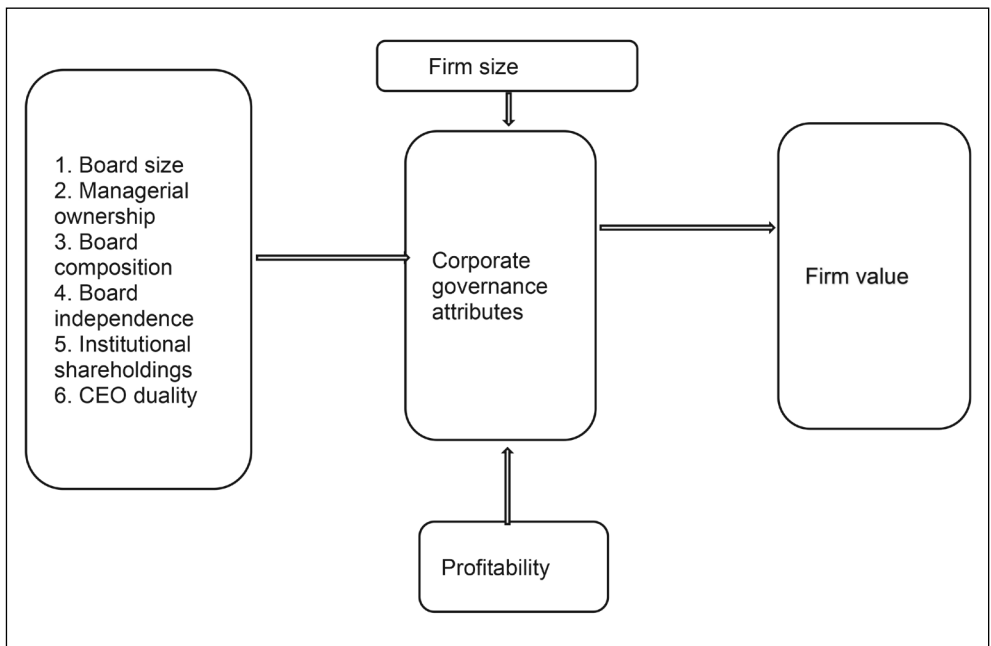 Firm size
1. Board size
2. Managerial
ownership
3. Board
composition
4. Board
independence
5. Institutional
shareholdings
6. CEO duality
Corporate
governance
attributes
Firm value
Profitability